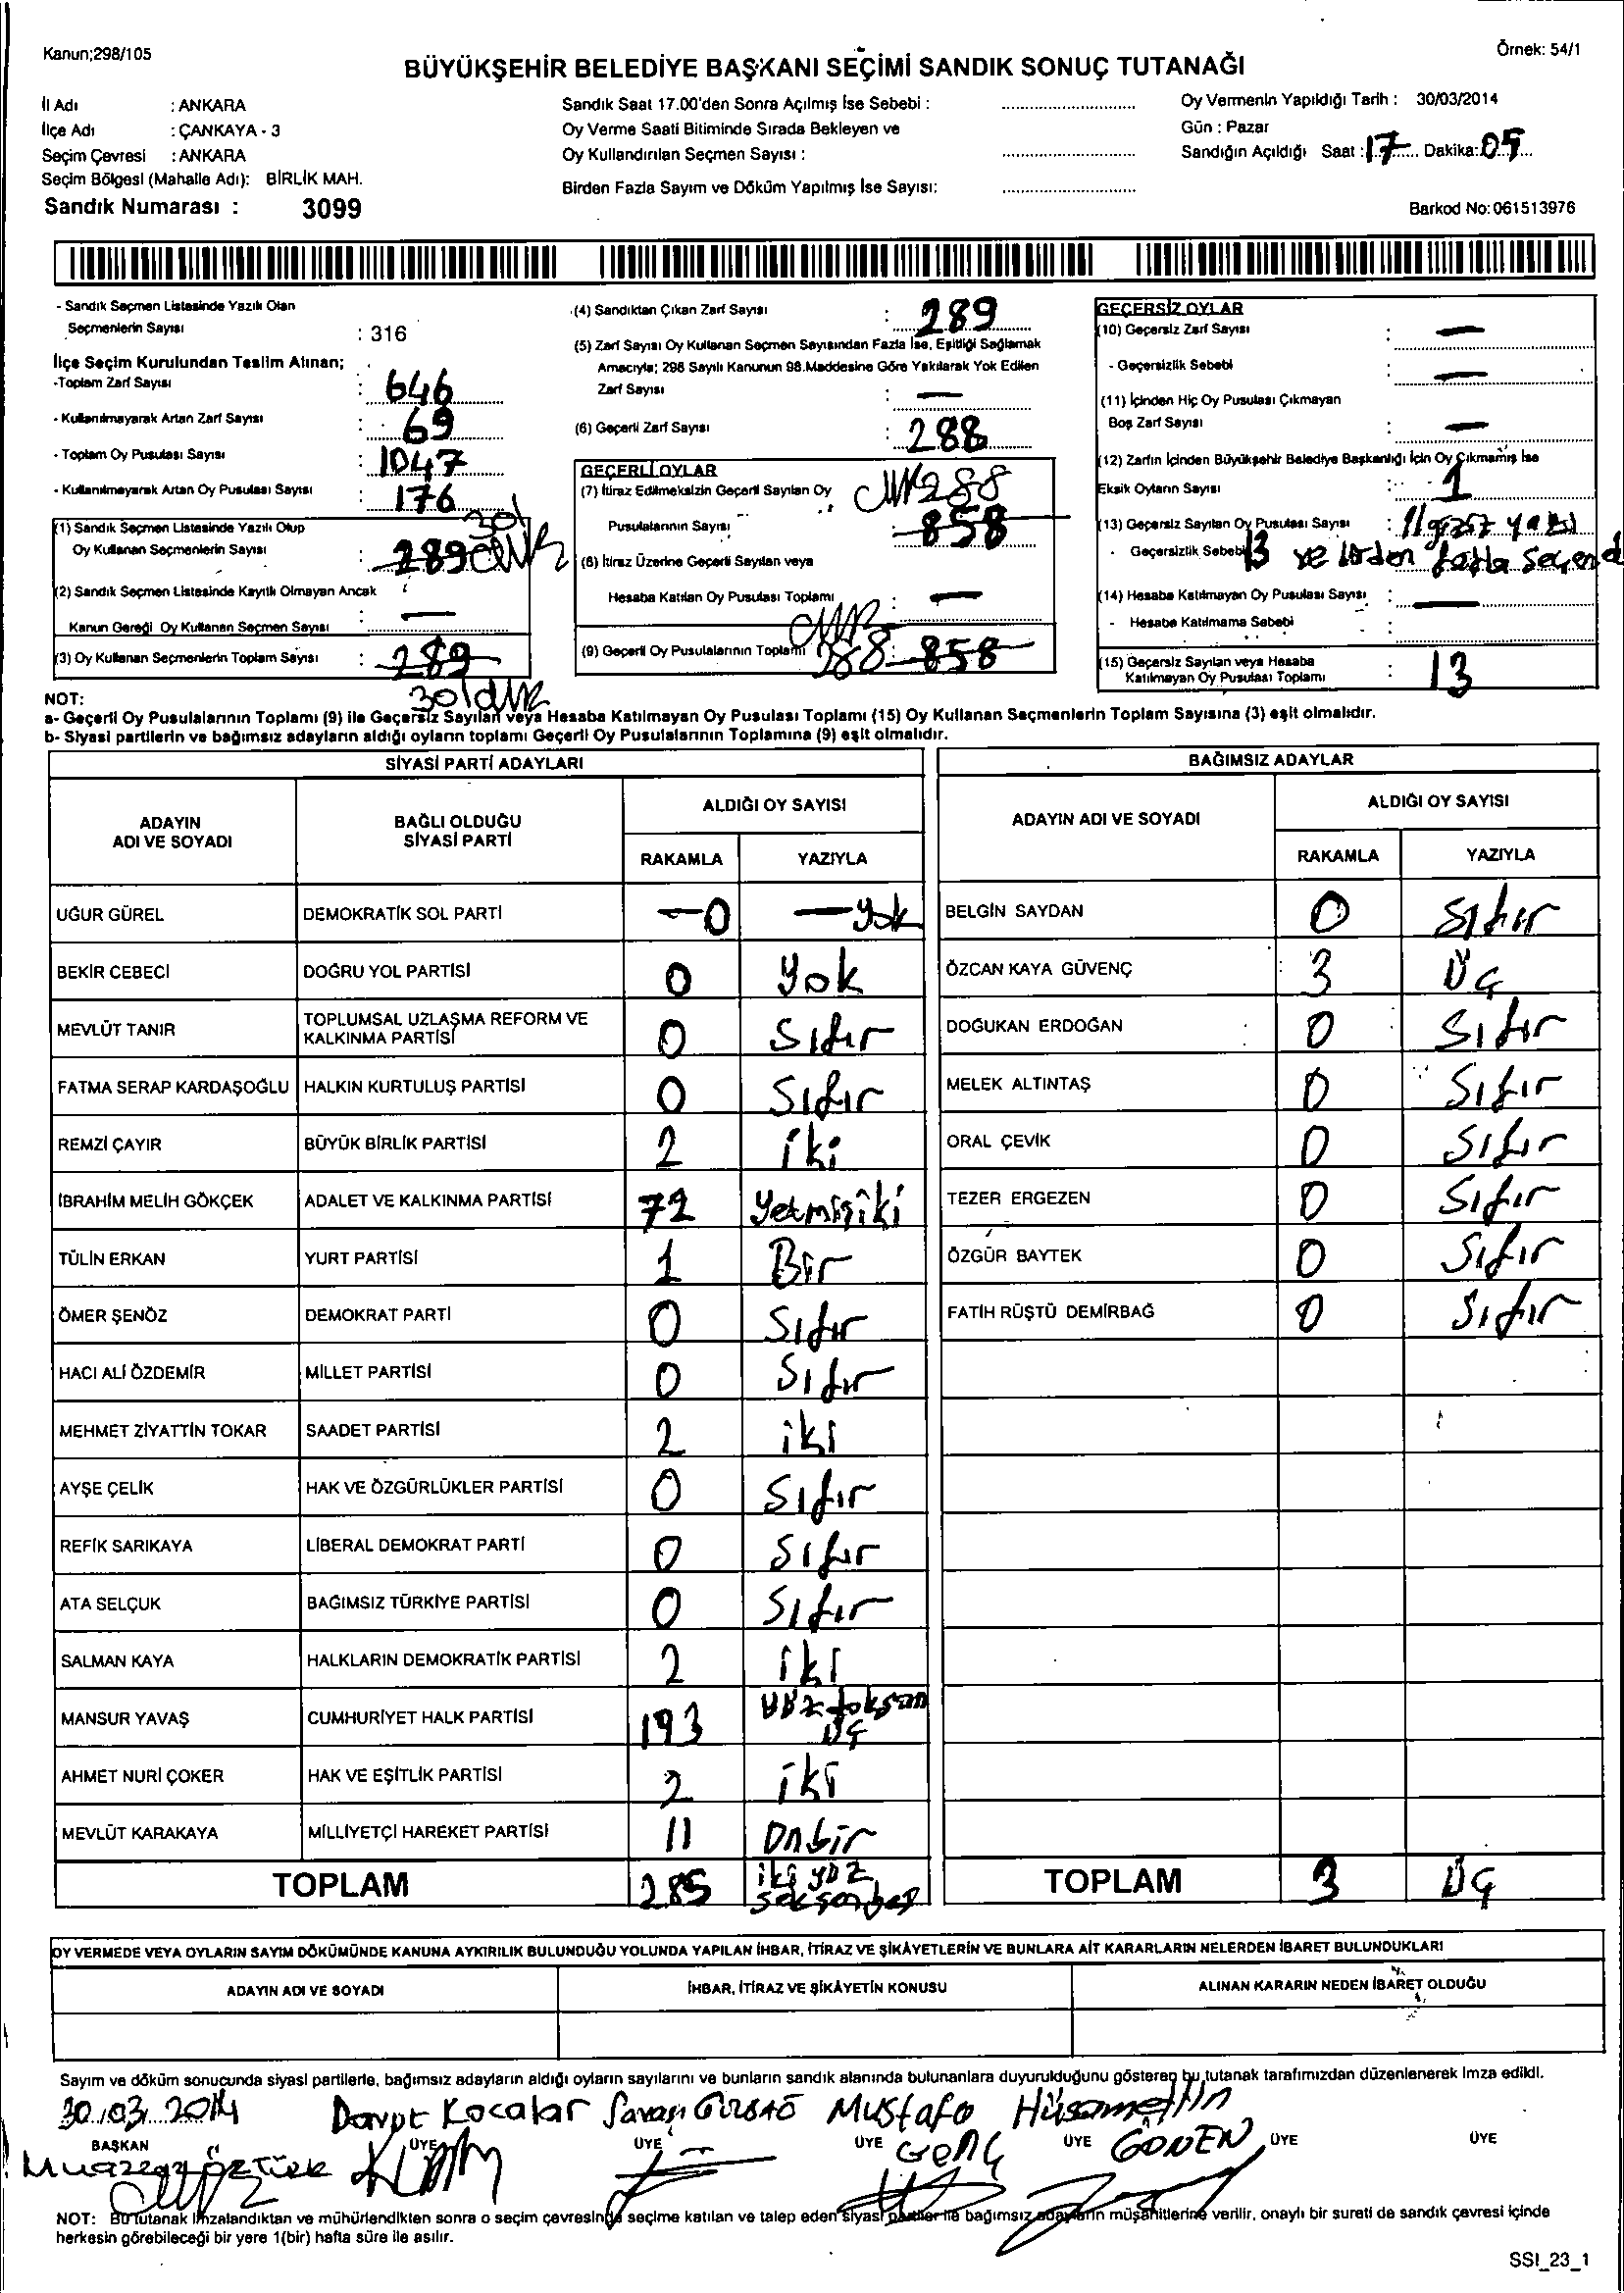 Kanun;298/105
Örnek: 54/1
BÜYÜKŞEHİR BELEDİYE BAŞKANI SEÇİMİ SANDIK SONUÇ TUTANAĞI
İl Adı : ANKARA
İlçe Adı : ÇANKAYA - 3
Seçim Çevresi : ANKARA
Seçim Bölgesi (Mahalle Adı): BİRLİK MAH.
Sandık Numarası : 3099
Sandık Saat 17.00'den Sonra Açılmış İse Sebebi :
Oy Verme Saati Bitiminde Sırada Bekleyen ve
Oy Kullandırılan Seçmen Sayısı :
Birden Fazla Sayım ve Döküm Yapılmış İse Sayısı:
Oy Vermenin Yapıldığı Tarih : 30/03/2014
Gün : Pazar
Sandığın Açıldığı Saat : 17 Dakika: 05
Barkod No: 061513976
- Sandık Seçmen Listesinde Yazılı Olan
Seçmenlerin Sayısı : 316
İlçe Seçim Kurulundan Teslim Alınan;
-Toplam Zarf Sayısı : 646
- Kullanılmayarak Artan Zarf Sayısı : 69
- Toplam Oy Pusulası Sayısı : 1047
- Kullanılmayarak Artan Oy Pusulası Sayısı : 176
(1) Sandık Seçmen Listesinde Yazılı Olup
Oy Kullanan Seçmenlerin Sayısı : 289 301
(2) Sandık Seçmen Listesinde Kayıtlı Olmayan Ancak
Kanun Gereği Oy Kullanan Seçmen Sayısı : —
(3) Oy Kullanan Seçmenlerin Toplam Sayısı : 289
301
(4) Sandıktan Çıkan Zarf Sayısı : 289
(5) Zarf Sayısı Oy Kullanan Seçmen Sayısından Fazla İse, Eşitliği Sağlamak
Amacıyla; 298 Sayılı Kanunun 98.Maddesine Göre Yakılarak Yok Edilen
Zarf Sayısı : —
(6) Geçerli Zarf Sayısı : 288
GEÇERLİ OYLAR
(7) İtiraz Edilmeksizin Geçerli Sayılan Oy : 288
Pusulalarının Sayısı 858
(8) İtiraz Üzerine Geçerli Sayılan veya
Hesaba Katılan Oy Pusulası Toplamı : —
(9) Geçerli Oy Pusulalarının Toplamı 288 858
GEÇERSİZ OYLAR
(10) Geçersiz Zarf Sayısı : —
- Geçersizlik Sebebi : —
(11) İçinden Hiç Oy Pusulası Çıkmayan
Boş Zarf Sayısı : —
(12) Zarfın İçinden Büyükşehir Belediye Başkanlığı İçin Oy Çıkmamış İse
Eksik Oyların Sayısı : 1
(13) Geçersiz Sayılan Oy Pusulası Sayısı :
- Geçersizlik Sebebi 13 ve birden fazla
(14) Hesaba Katılmayan Oy Pusulası Sayısı : —
- Hesaba Katılmama Sebebi :
(15) Geçersiz Sayılan veya Hesaba
Katılmayan Oy Pusulası Toplamı : 13
NOT:
a- Geçerli Oy Pusulalarının Toplamı (9) ile Geçersiz Sayılan veya Hesaba Katılmayan Oy Pusulası Toplamı (15) Oy Kullanan Seçmenlerin Toplam Sayısına (3) eşit olmalıdır.
b- Siyasi partilerin ve bağımsız adayların aldığı oyların toplamı Geçerli Oy Pusulalarının Toplamına (9) eşit olmalıdır.
SİYASİ PARTİ ADAYLARI
ADAYIN ADI VE SOYADI BAĞLI OLDUĞU SİYASİ PARTİ ALDIĞI OY SAYISI
RAKAMLA YAZIYLA
UĞUR GÜREL DEMOKRATİK SOL PARTİ — 0 — yok
BEKİR CEBECİ DOĞRU YOL PARTİSİ 0 yok
MEVLÜT TANIR TOPLUMSAL UZLAŞMA REFORM VE KALKINMA PARTİSİ 0 Sıfır
FATMA SERAP KARDAŞOĞLU HALKIN KURTULUŞ PARTİSİ 0 Sıfır
REMZİ ÇAYIR BÜYÜK BİRLİK PARTİSİ 2 iki
İBRAHİM MELİH GÖKÇEK ADALET VE KALKINMA PARTİSİ 72 Yetmişiki
TÜLİN ERKAN YURT PARTİSİ 1 Bir
ÖMER ŞENÖZ DEMOKRAT PARTİ 0 Sıfır
HACI ALİ ÖZDEMİR MİLLET PARTİSİ 0 Sıfır
MEHMET ZİYATTİN TOKAR SAADET PARTİSİ 2 iki
AYŞE ÇELİK HAK VE ÖZGÜRLÜKLER PARTİSİ 0 Sıfır
REFİK SARIKAYA LİBERAL DEMOKRAT PARTİ 0 Sıfır
ATA SELÇUK BAĞIMSIZ TÜRKİYE PARTİSİ 0 Sıfır
SALMAN KAYA HALKLARIN DEMOKRATİK PARTİSİ 2 iki
MANSUR YAVAŞ CUMHURİYET HALK PARTİSİ 193 yüz toksan üç
AHMET NURİ ÇOKER HAK VE EŞİTLİK PARTİSİ 2 iki
MEVLÜT KARAKAYA MİLLİYETÇİ HAREKET PARTİSİ 11 onbir
TOPLAM 285 iki yüz seksenbeş
BAĞIMSIZ ADAYLAR
ADAYIN ADI VE SOYADI ALDIĞI OY SAYISI
RAKAMLA YAZIYLA
BELGİN SAYDAN 0 Sıfır
ÖZCAN KAYA GÜVENÇ 3 ÜÇ
DOĞUKAN ERDOĞAN 0 Sıfır
MELEK ALTINTAŞ 0 Sıfır
ORAL ÇEVİK 0 Sıfır
TEZER ERGEZEN 0 Sıfır
ÖZGÜR BAYTEK 0 Sıfır
FATİH RÜŞTÜ DEMİRBAĞ 0 Sıfır
TOPLAM 3 ÜÇ
OY VERMEDE VEYA OYLARIN SAYIM DÖKÜMÜNDE KANUNA AYKIRILIK BULUNDUĞU YOLUNDA YAPILAN İHBAR, İTİRAZ VE ŞİKÂYETLERİN VE BUNLARA AİT KARARLARIN NELERDEN İBARET BULUNDUKLARI
ADAYIN ADI VE SOYADI İHBAR, İTİRAZ VE ŞİKÂYETİN KONUSU ALINAN KARARIN NEDEN İBARET OLDUĞU
Sayım ve döküm sonucunda siyasi partilerle, bağımsız adayların aldığı oyların sayılarını ve bunların sandık alanında bulunanlara duyurulduğunu gösteren bu tutanak tarafımızdan düzenlenerek imza edildi.
30/03/2014 Kocalar Savaş Mustafa Hüsamettin
BAŞKAN ÜYE ÜYE ÜYE GENÇ ÜYE GÖNEN ÜYE ÜYE
ÖZTÜRK
NOT: Bu tutanak imzalandıktan ve mühürlendikten sonra o seçim çevresinde seçime katılan ve talep eden siyasi partiler ile bağımsız adayların müşahitlerine verilir, onaylı bir sureti de sandık çevresi içinde
herkesin görebileceği bir yere 1(bir) hafta süre ile asılır.
SSI_23_1